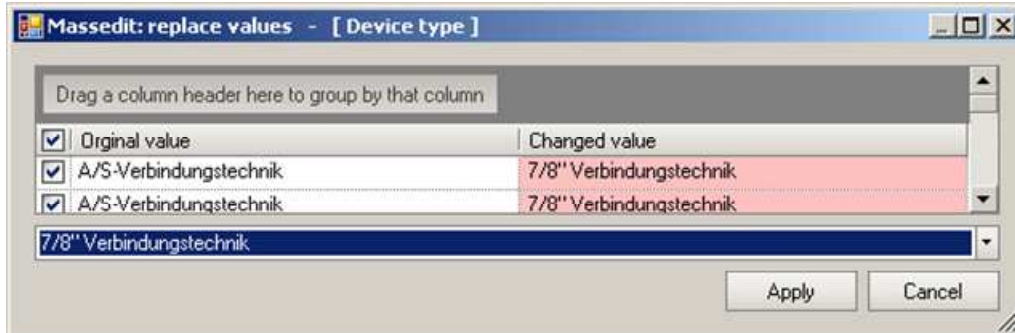 Massedit: replace values - [ Device type ]
Drag a column header here to group by that column
Orginal value Changed value
A/S-Verbindungstechnik 7/8" Verbindungstechnik
A/S-Verbindungstechnik 7/8" Verbindungstechnik
7/8" Verbindungstechnik
Apply Cancel